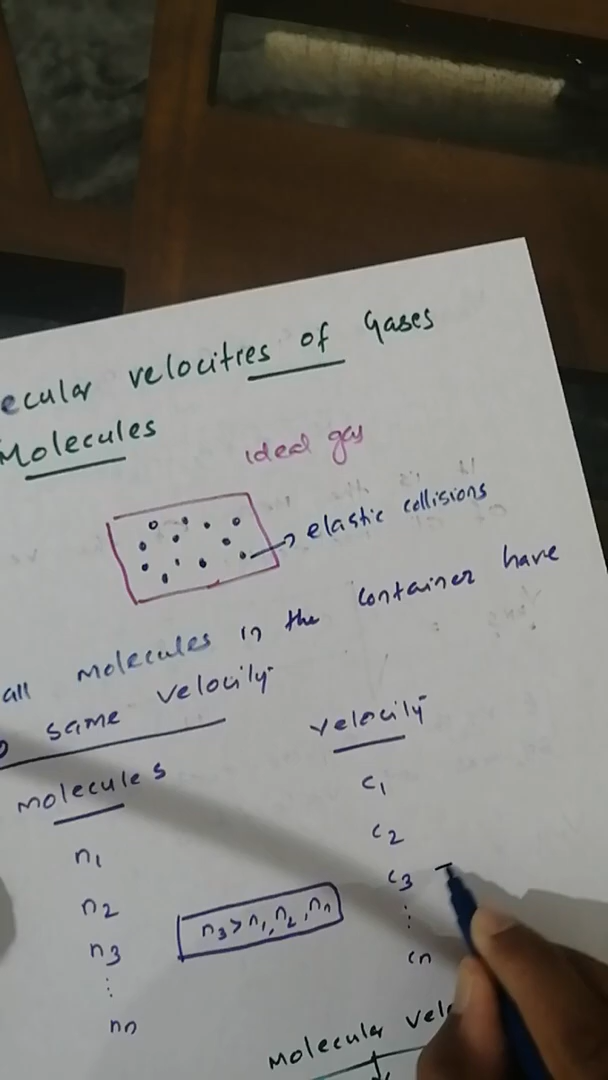 ecular velocities of Gases
Molecules
ideal gas
elastic collisions
all molecules in the container have
same velocity
molecules
velocity
n1
c1
n2
c2
n3
c3 -
n3 > n1, n2, nn
⋮
⋮
nn
cn
Molecular velo